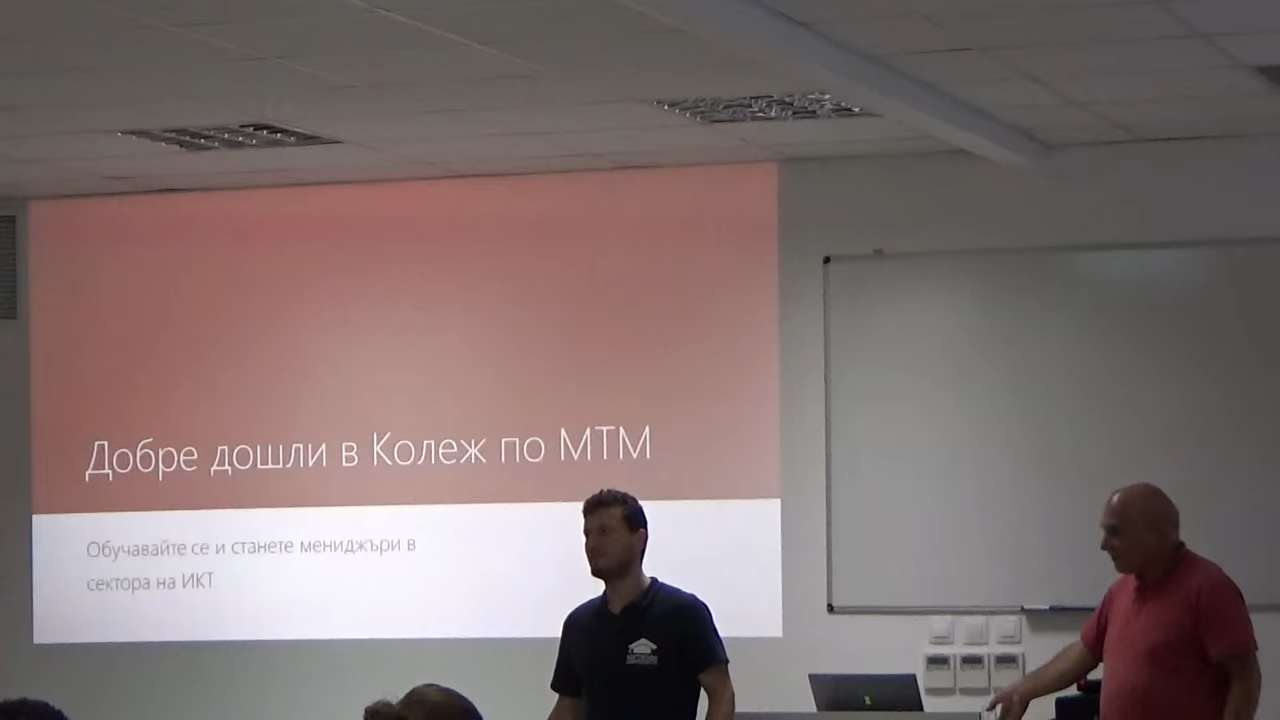 Добре дошли в Колеж по МТМ
Обучавайте се и станете мениджъри в
сектора на ИКТ